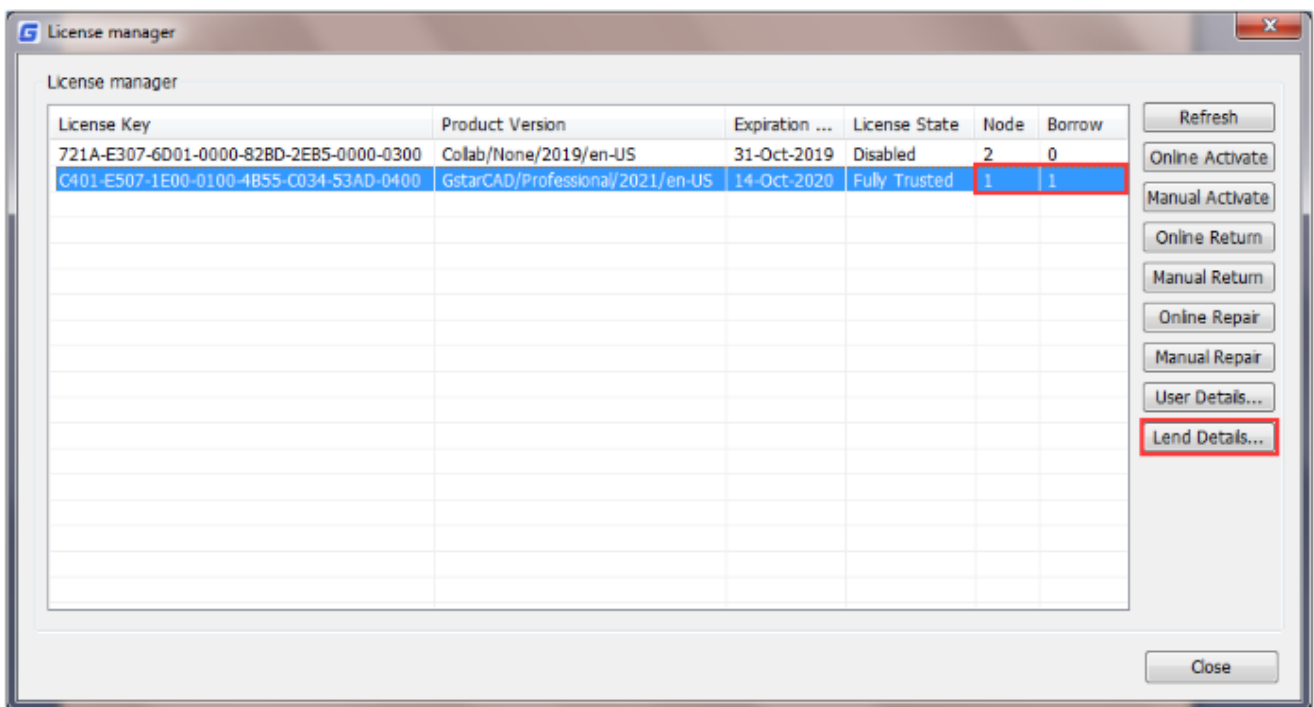 License manager
License manager
License Key Product Version Expiration ... License State Node Borrow
721A-E307-6D01-0000-82BD-2EB5-0000-0300 Collab/None/2019/en-US 31-Oct-2019 Disabled 2 0
C401-E507-1E00-0100-4B55-C034-53AD-0400 GstarCAD/Professional/2021/en-US 14-Oct-2020 Fully Trusted 1 1
Refresh
Online Activate
Manual Activate
Online Return
Manual Return
Online Repair
Manual Repair
User Details...
Lend Details...
Close